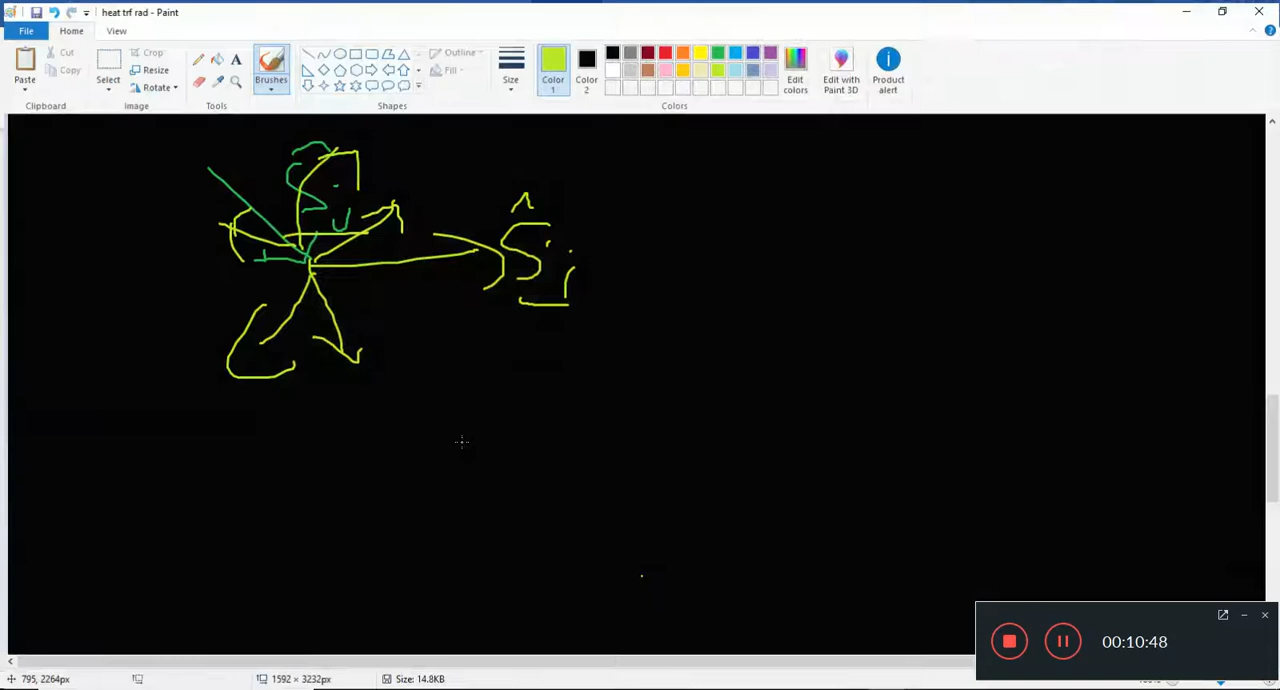 heat trf rad - Paint
File Home View
Paste
Cut
Copy
Clipboard
Select
Crop
Resize
Rotate
Image
A
Tools
Brushes
Outline
Fill
Shapes
Size
Color 1
Color 2
Edit colors
Colors
Edit with Paint 3D
Product alert
Si
Ŝi
795, 2264px
1592 × 3232px
Size: 14.8KB
00:10:48